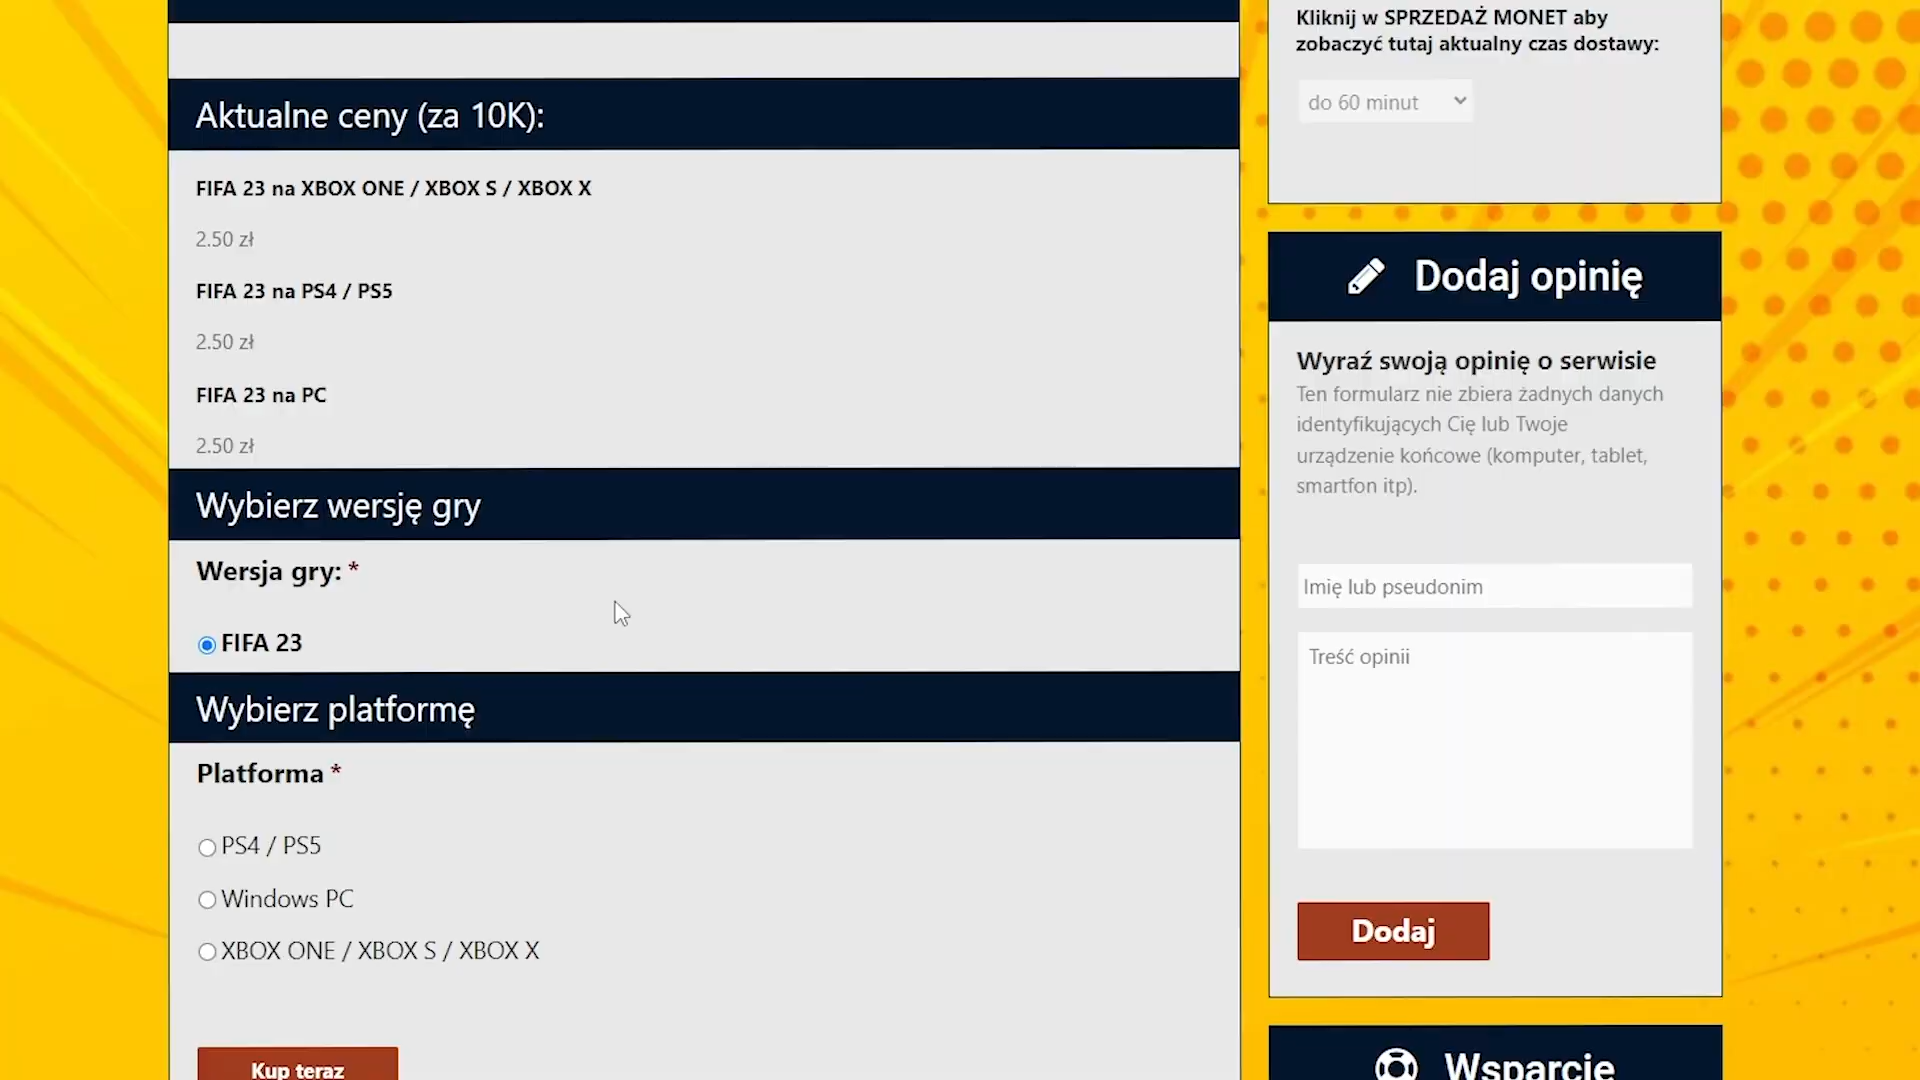 Aktualne ceny (za 10K):
FIFA 23 na XBOX ONE / XBOX S / XBOX X
2.50 zł
FIFA 23 na PS4 / PS5
2.50 zł
FIFA 23 na PC
2.50 zł
Wybierz wersję gry
Wersja gry: *
FIFA 23
Wybierz platformę
Platforma *
PS4 / PS5
Windows PC
XBOX ONE / XBOX S / XBOX X
Kup teraz
Kliknij w SPRZEDAŻ MONET aby
zobaczyć tutaj aktualny czas dostawy:
do 60 minut
Dodaj opinię
Wyraź swoją opinię o serwisie
Ten formularz nie zbiera żadnych danych
identyfikujących Cię lub Twoje
urządzenie końcowe (komputer, tablet,
smartfon itp).
Imię lub pseudonim
Treść opinii
Dodaj
Wsparcie